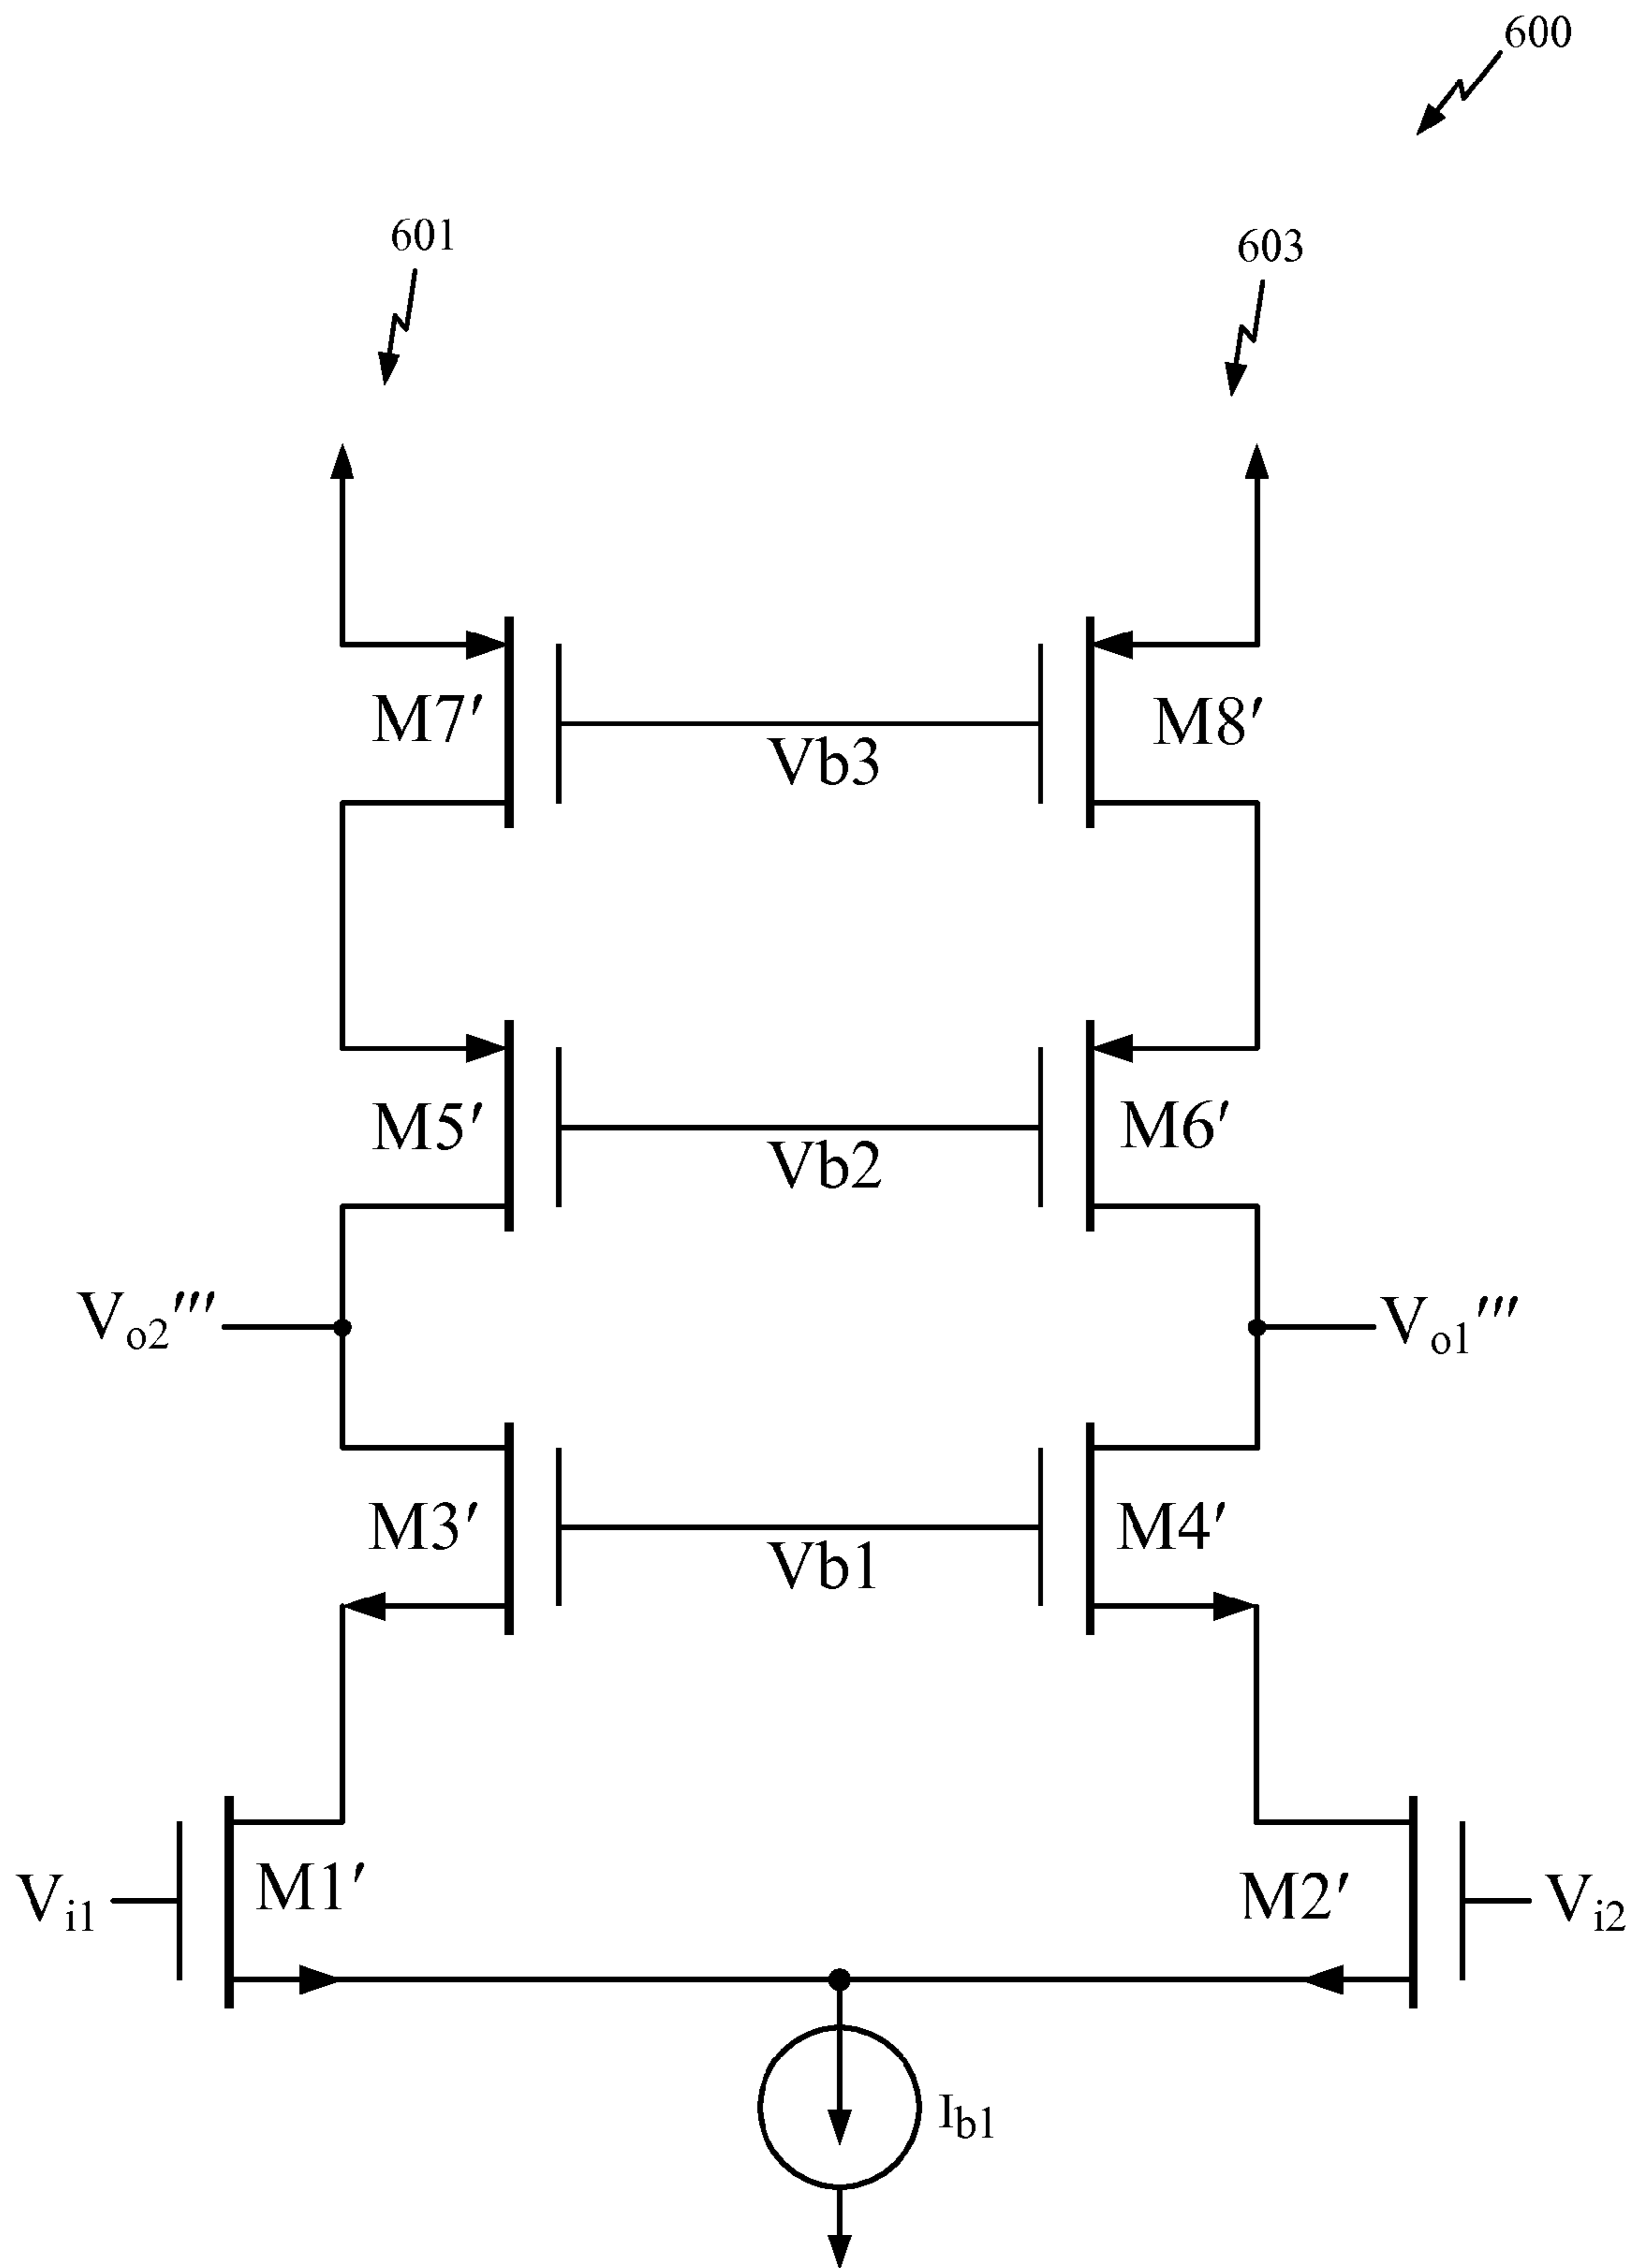 600
601
603
M7′
M8′
Vb3
M5′
M6′
Vb2
Vo2′′′
Vo1′′′
M3′
M4′
Vb1
Vi1
M1′
M2′
Vi2
Ib1